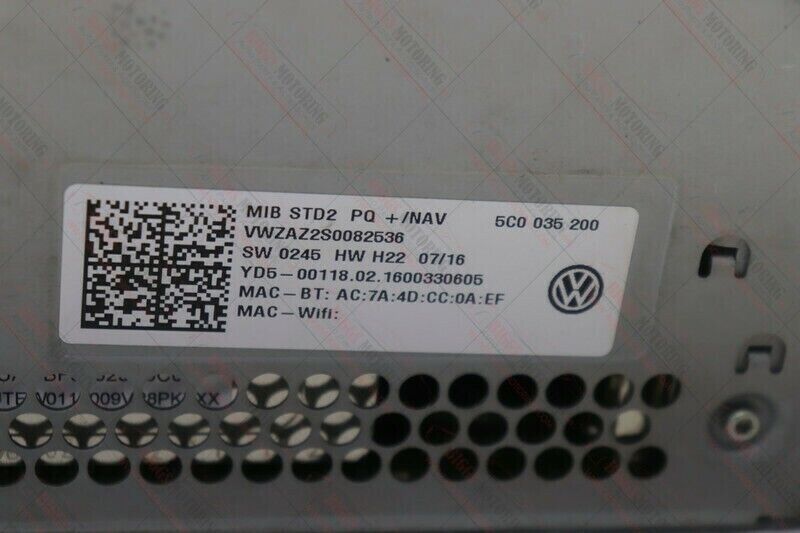 MIB STD2 PQ +/NAV 5C0 035 200
VWZAZ2S0082536
SW 0245 HW H22 07/16
YD5-00118.02.1600330605
MAC-BT: AC:7A:4D:CC:0A:EF
MAC-Wifi: